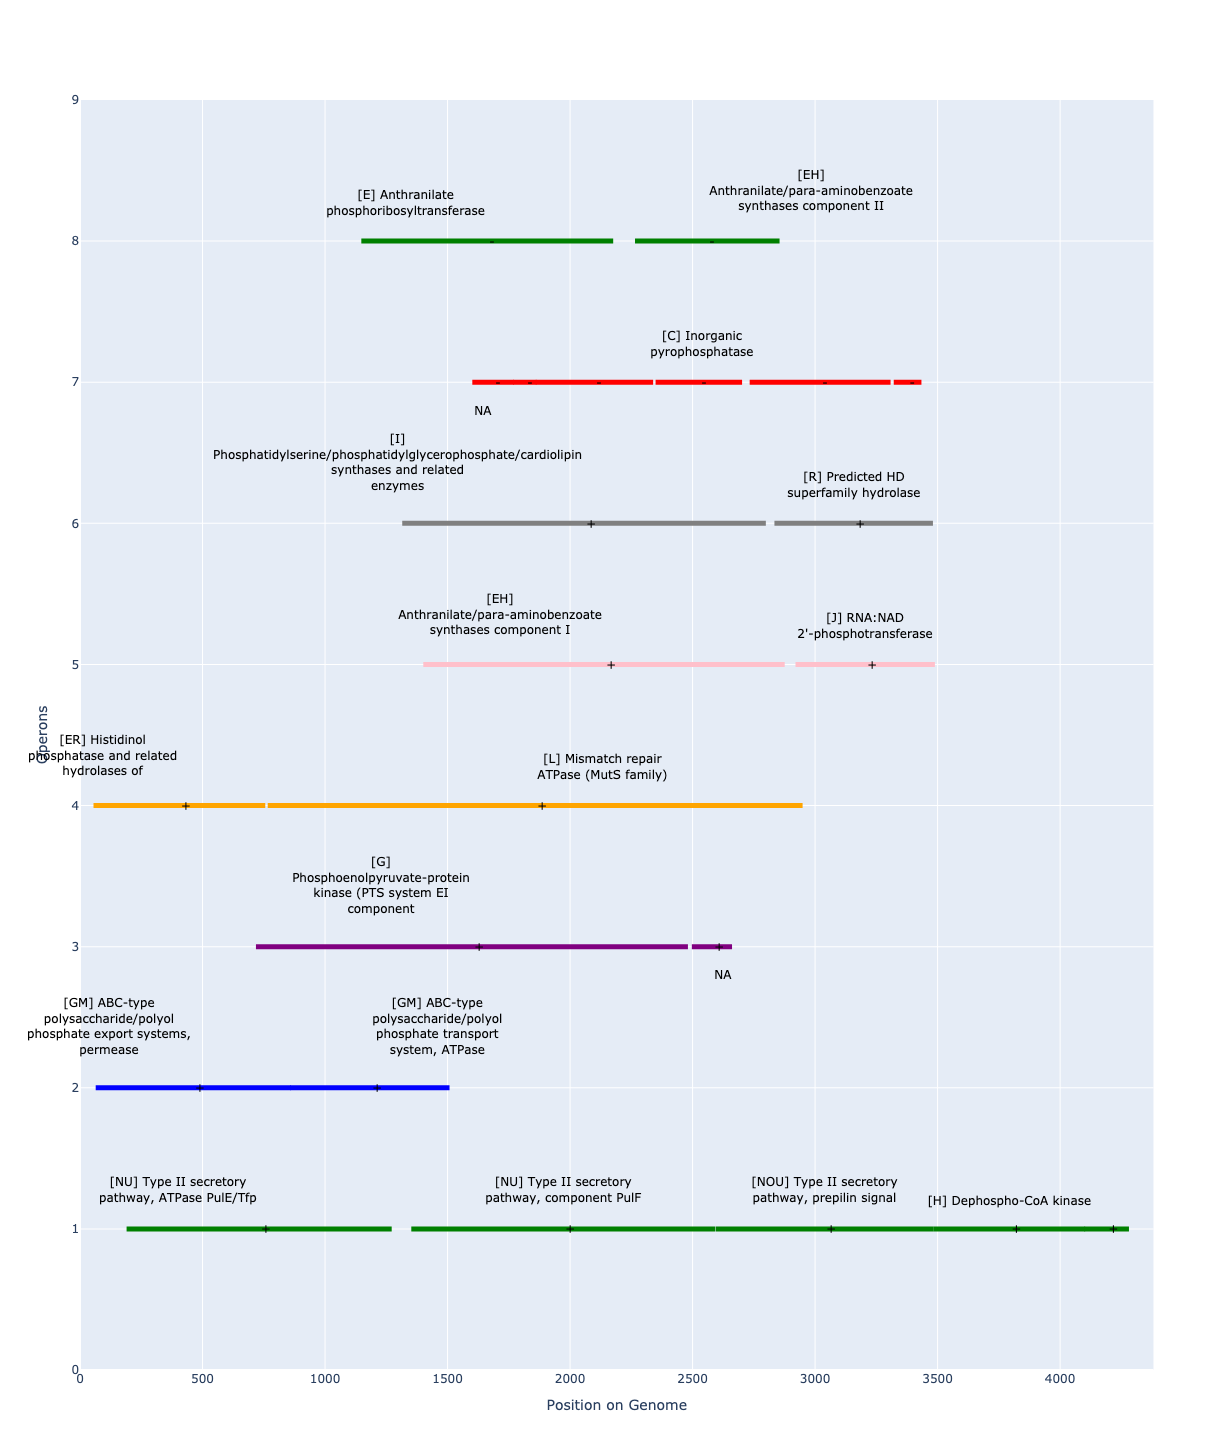 9
[EH]
Anthranilate/para-aminobenzoate
synthases component II
[E] Anthranilate
phosphoribosyltransferase
8
[C] Inorganic
pyrophosphatase
7
NA
[I]
Phosphatidylserine/phosphatidylglycerophosphate/cardiolipin
synthases and related
enzymes
[R] Predicted HD
superfamily hydrolase
6
[EH]
Anthranilate/para-aminobenzoate
synthases component I
[J] RNA:NAD
2'-phosphotransferase
5
Operons
[ER] Histidinol
phosphatase and related
hydrolases of
[L] Mismatch repair
ATPase (MutS family)
4
[G]
Phosphoenolpyruvate-protein
kinase (PTS system EI
component
3
NA
[GM] ABC-type
polysaccharide/polyol
phosphate export systems,
permease
[GM] ABC-type
polysaccharide/polyol
phosphate transport
system, ATPase
2
[NU] Type II secretory
pathway, ATPase PulE/Tfp
[NU] Type II secretory
pathway, component PulF
[NOU] Type II secretory
pathway, prepilin signal
[H] Dephospho-CoA kinase
1
0
0 500 1000 1500 2000 2500 3000 3500 4000
Position on Genome